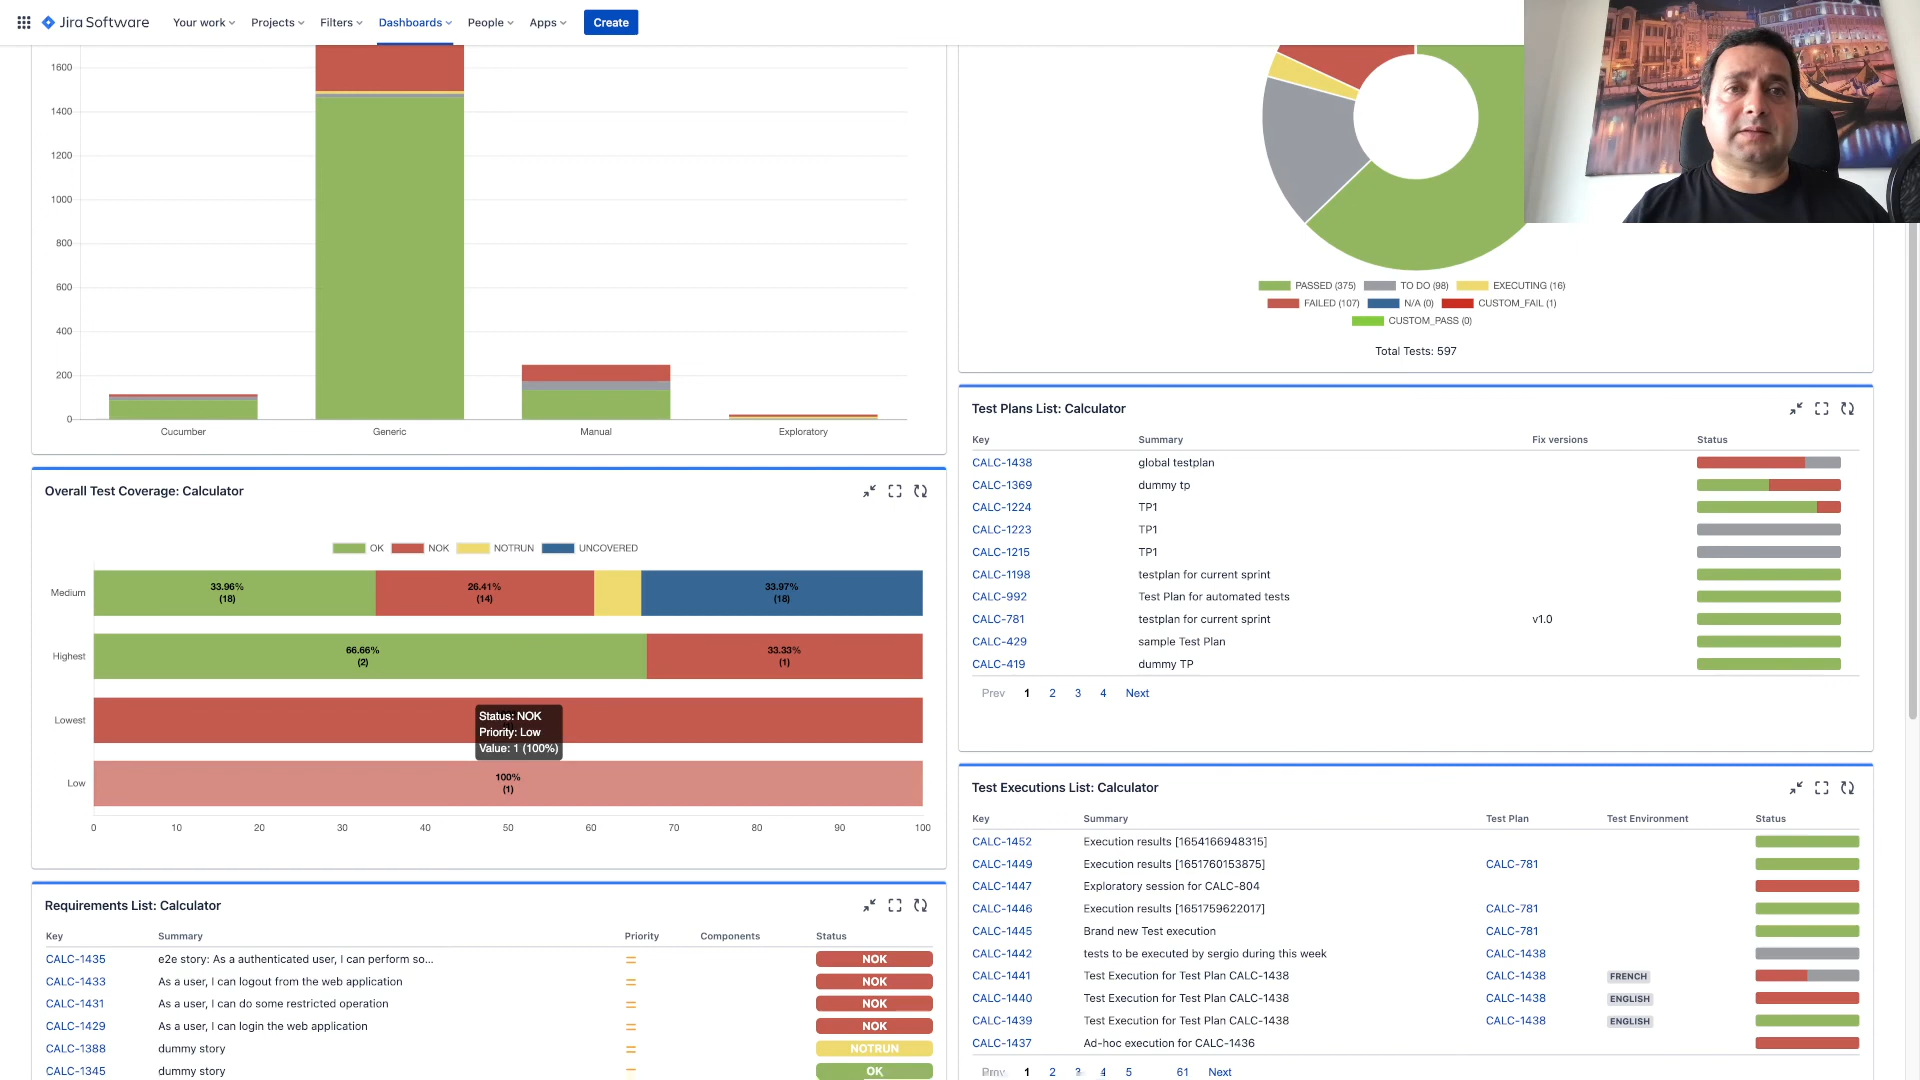 Jira Software Your work Projects Filters Dashboards People Apps Create
1600
1400
1200
1000
800
600
400
200
0
Cucumber Generic Manual Exploratory
PASSED (375) TO DO (98) EXECUTING (16)
FAILED (107) N/A (0) CUSTOM_FAIL (1)
CUSTOM_PASS (0)
Total Tests: 597
Overall Test Coverage: Calculator
OK NOK NOTRUN UNCOVERED
Medium 33.96% (18) 26.41% (14) 33.97% (18)
Highest 66.66% (2) 33.33% (1)
Lowest
Status: NOK
Priority: Low
Value: 1 (100%)
Low 100% (1)
0 10 20 30 40 50 60 70 80 90 100
Requirements List: Calculator
Key Summary Priority Components Status
CALC-1435 e2e story: As a authenticated user, I can perform so... NOK
CALC-1433 As a user, I can logout from the web application NOK
CALC-1431 As a user, I can do some restricted operation NOK
CALC-1429 As a user, I can login the web application NOK
CALC-1388 dummy story NOTRUN
CALC-1345 dummy story OK
Test Plans List: Calculator
Key Summary Fix versions Status
CALC-1438 global testplan
CALC-1369 dummy tp
CALC-1224 TP1
CALC-1223 TP1
CALC-1215 TP1
CALC-1198 testplan for current sprint
CALC-992 Test Plan for automated tests
CALC-781 testplan for current sprint v1.0
CALC-429 sample Test Plan
CALC-419 dummy TP
Prev 1 2 3 4 Next
Test Executions List: Calculator
Key Summary Test Plan Test Environment Status
CALC-1452 Execution results [1654166948315]
CALC-1449 Execution results [1651760153875] CALC-781
CALC-1447 Exploratory session for CALC-804
CALC-1446 Execution results [1651759622017] CALC-781
CALC-1445 Brand new Test execution CALC-781
CALC-1442 tests to be executed by sergio during this week CALC-1438
CALC-1441 Test Execution for Test Plan CALC-1438 CALC-1438 FRENCH
CALC-1440 Test Execution for Test Plan CALC-1438 CALC-1438 ENGLISH
CALC-1439 Test Execution for Test Plan CALC-1438 CALC-1438 ENGLISH
CALC-1437 Ad-hoc execution for CALC-1436
Prev 1 2 3 4 5 61 Next